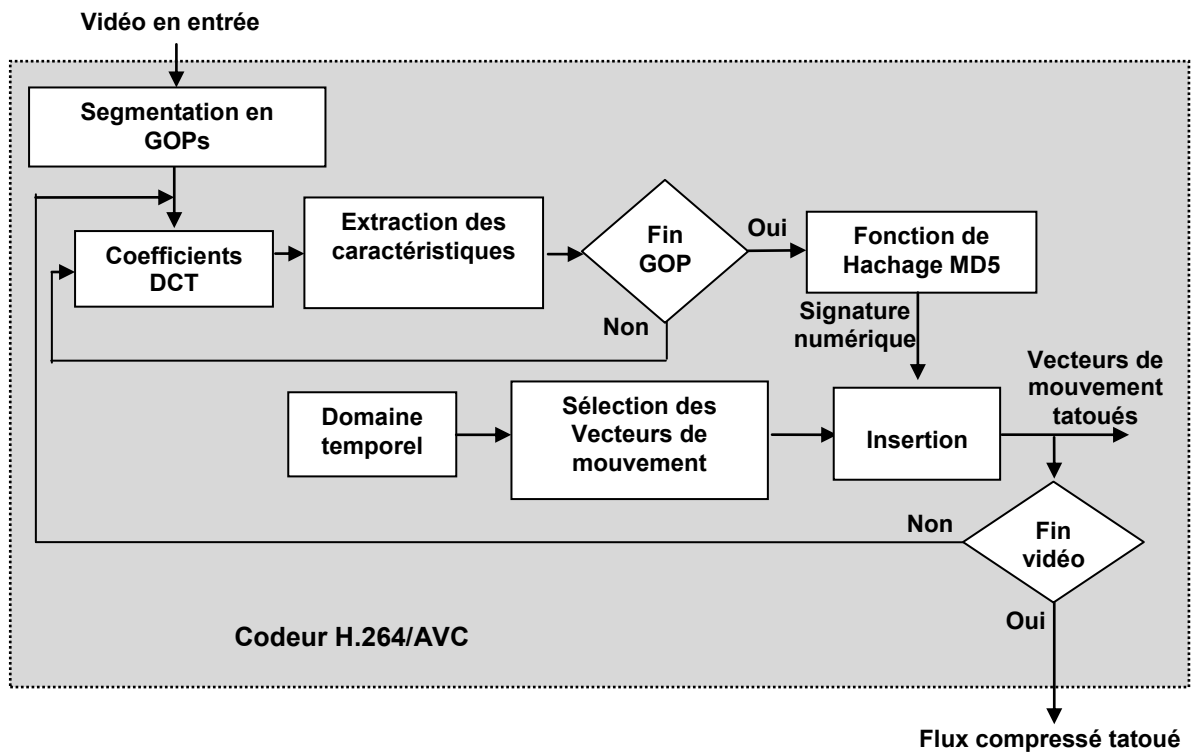 Vidéo en entrée
Segmentation en
GOPs
Coefficients
DCT
Extraction des
caractéristiques
Fin
GOP
Oui
Non
Fonction de
Hachage MD5
Signature
numérique
Domaine
temporel
Sélection des
Vecteurs de
mouvement
Insertion
Vecteurs de
mouvement
tatoués
Non
Fin
vidéo
Oui
Codeur H.264/AVC
Flux compressé tatoué